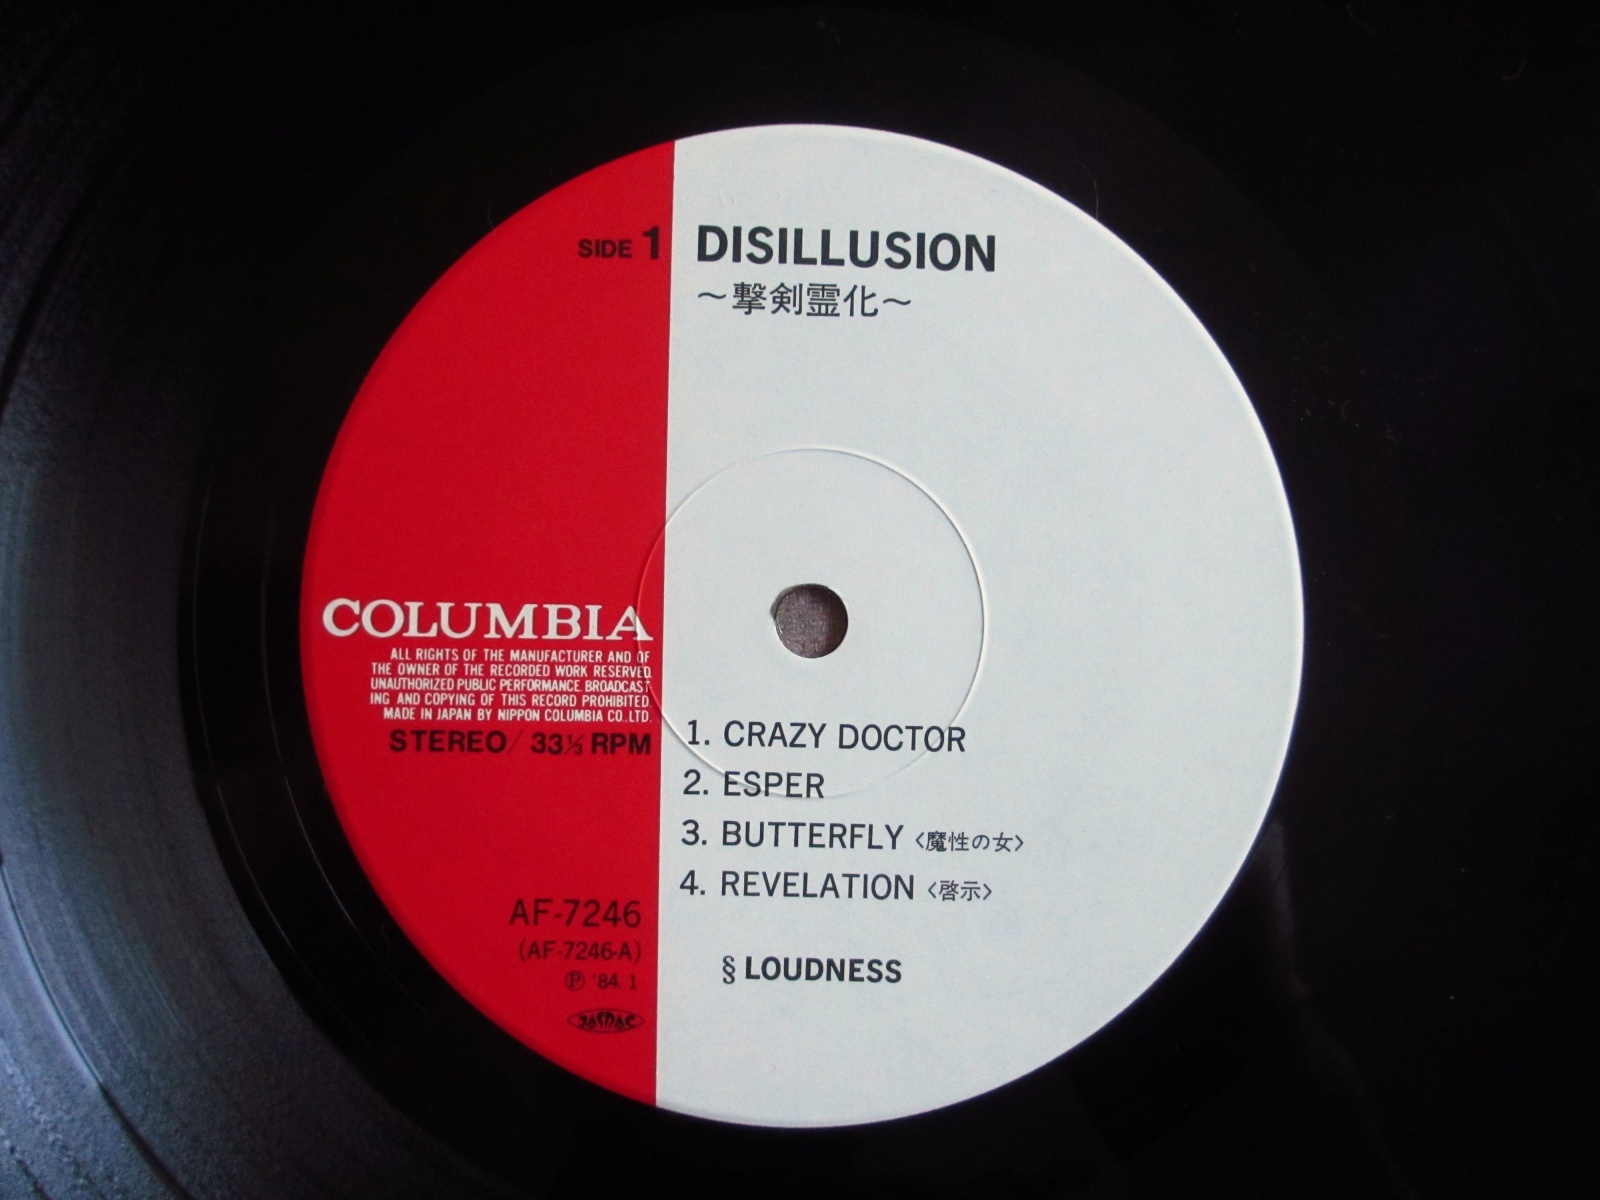 SIDE 1
DISILLUSION
～撃剣霊化～
COLUMBIA
ALL RIGHTS OF THE MANUFACTURER AND OF
THE OWNER OF THE RECORDED WORK RESERVED.
UNAUTHORIZED PUBLIC PERFORMANCE. BROADCAST
ING AND COPYING OF THIS RECORD PROHIBITED.
MADE IN JAPAN BY NIPPON COLUMBIA CO.,LTD.
STEREO/ 33⅓ RPM
1. CRAZY DOCTOR
2. ESPER
3. BUTTERFLY <魔性の女>
4. REVELATION <啓示>
AF-7246
(AF-7246-A)
Ⓟ '84. 1
JASRAC
§ LOUDNESS